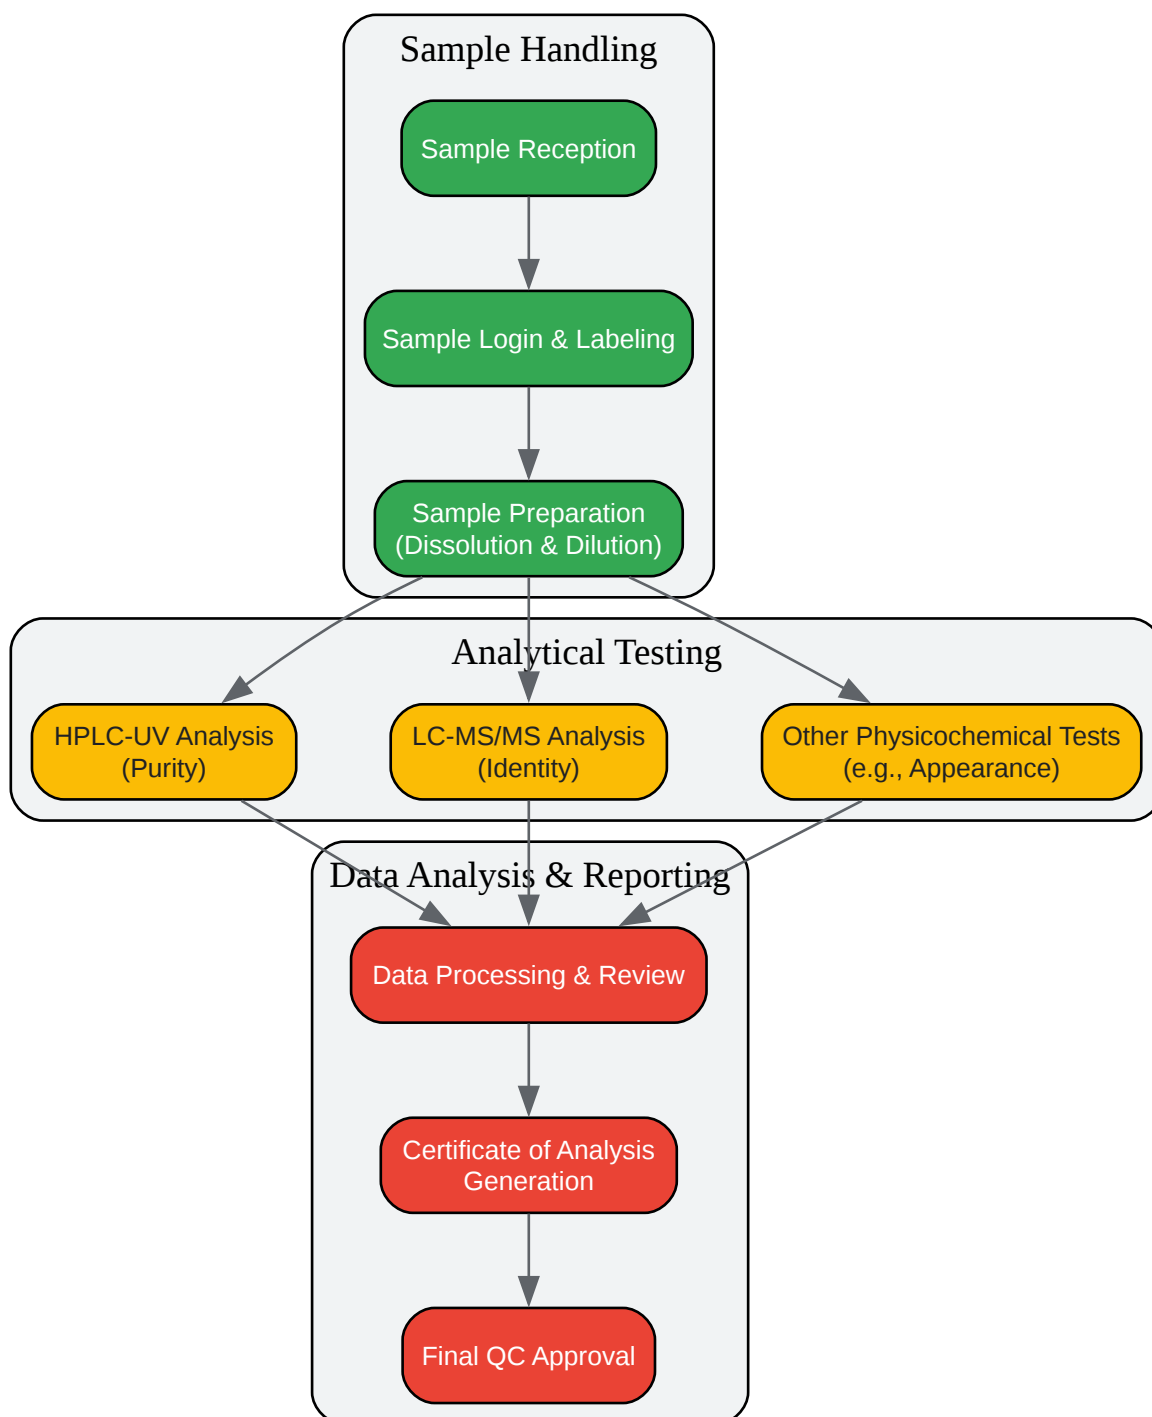 Sample Handling
Sample Reception
Sample Login & Labeling
Sample Preparation
(Dissolution & Dilution)
Analytical Testing
HPLC-UV Analysis
(Purity)
LC-MS/MS Analysis
(Identity)
Other Physicochemical Tests
(e.g., Appearance)
Data Analysis & Reporting
Data Processing & Review
Certificate of Analysis
Generation
Final QC Approval